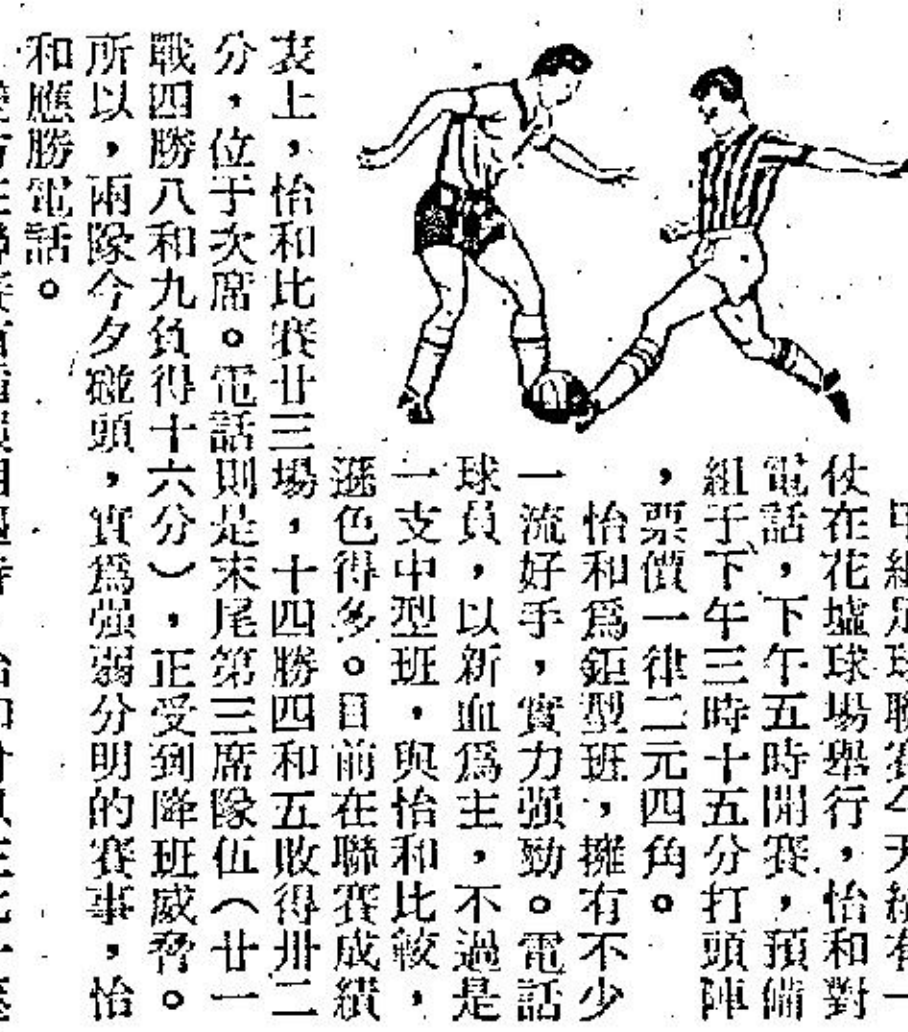 甲組足球聯賽今天祇有一
仗在花墟球場舉行，怡和對
電話，下午五時開賽，預備
組于下午三時十五分打頭陣
，票價一律二元四角。
怡和爲鉅型班，擁有不少
一流好手，實力强勁。電話
球員，以新血爲主，不過是
一支中型班，與怡和比較，
遜色得多。目前在聯賽成績
表上，怡和比賽廿三場，十四勝四和五敗得卅二
分，位于次席。電話則是末尾第三席隊伍（廿一
戰四勝八和九負得十六分），正受到降班威脅。
所以，兩隊今夕碰頭，實爲强弱分明的賽事，怡
和應勝電話。